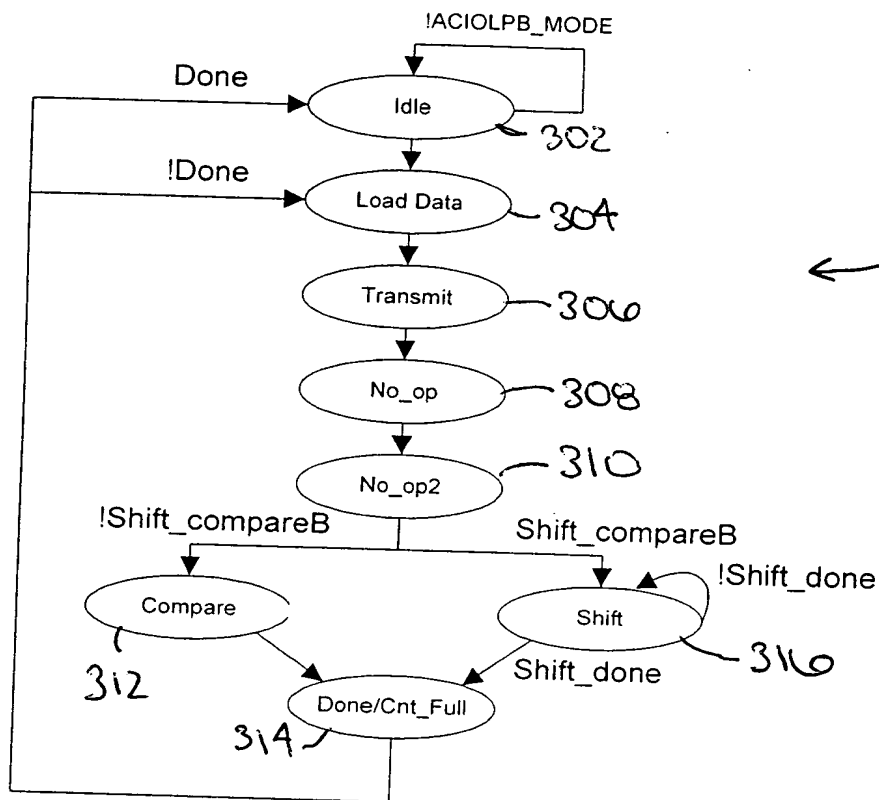 !ACIOLPB_MODE
Done
Idle
302
!Done
Load Data
304
Transmit
306
No_op
308
No_op2
310
!Shift_compareB
Shift_compareB
!Shift_done
Compare
Shift
312
Shift_done
316
Done/Cnt_Full
314